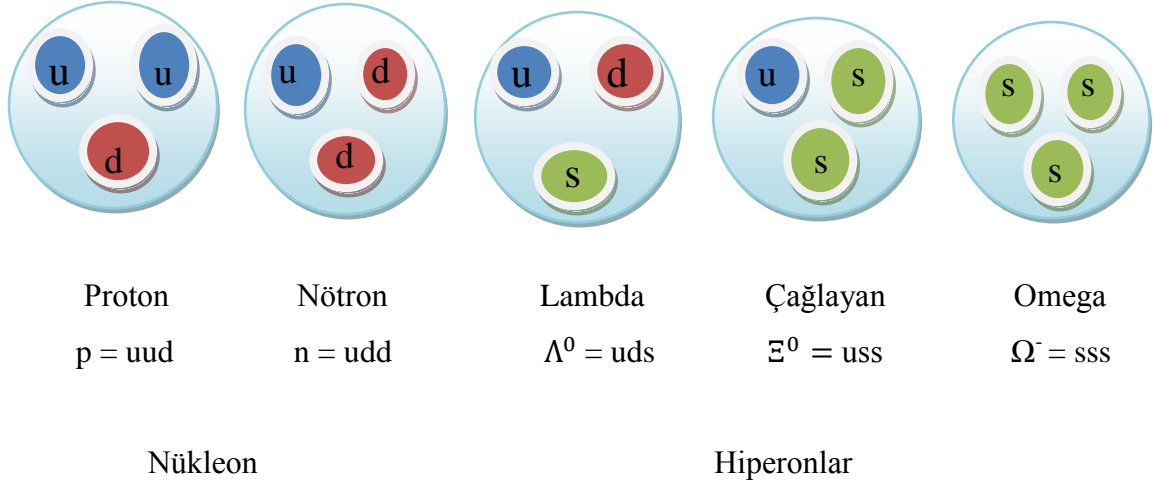 u u u d u d u s s s
d d s s s
Proton Nötron Lambda Çağlayan Omega
p = uud n = udd Λ⁰ = uds Ξ⁰ = uss Ω⁻ = sss
Nükleon Hiperonlar